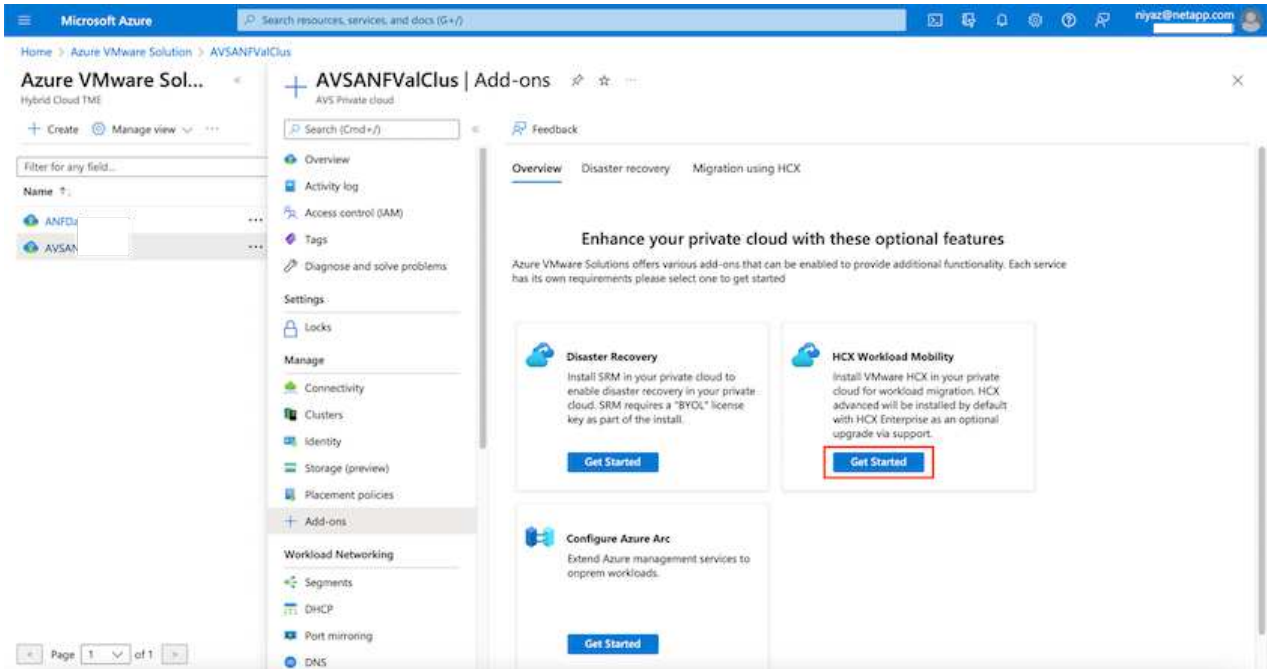 Microsoft Azure
Search resources, services, and docs (G+/)
niyaz@netapp.com
Home > Azure VMware Solution > AVSANFValClus
Azure VMware Sol...
Hybrid Cloud TME
+ Create
Manage view
...
Filter for any field...
Name ↑↓
ANFDa
...
AVSAN
...
Page 1 of 1
AVSANFValClus | Add-ons
...
AVS Private cloud
Search (Cmd+/)
Overview
Activity log
Access control (IAM)
Tags
Diagnose and solve problems
Settings
Locks
Manage
Connectivity
Clusters
Identity
Storage (preview)
Placement policies
Add-ons
Workload Networking
Segments
DHCP
Port mirroring
DNS
Feedback
Overview
Disaster recovery
Migration using HCX
Enhance your private cloud with these optional features
Azure VMware Solutions offers various add-ons that can be enabled to provide additional functionality. Each service
has its own requirements please select one to get started
Disaster Recovery
Install SRM in your private cloud to
enable disaster recovery in your private
cloud. SRM requires a "BYOL" license
key as part of the install.
Get Started
HCX Workload Mobility
Install VMware HCX in your private
cloud for workload migration. HCX
advanced will be installed by default
with HCX Enterprise as an optional
upgrade via support.
Get Started
Configure Azure Arc
Extend Azure management services to
onprem workloads.
Get Started